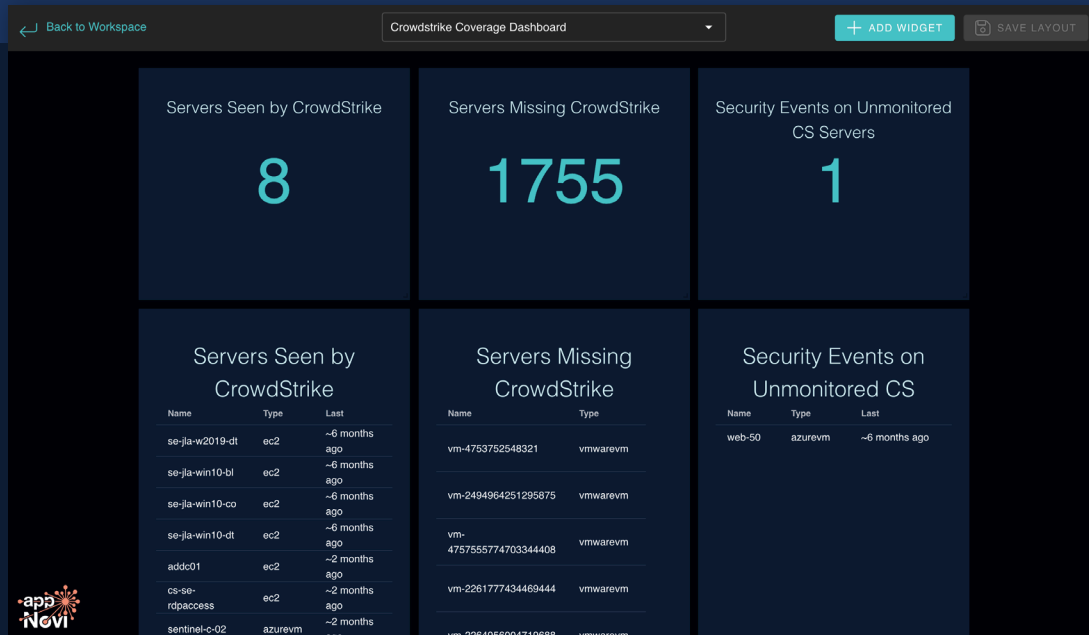 Back to Workspace
Crowdstrike Coverage Dashboard
ADD WIDGET
SAVE LAYOUT
Servers Seen by CrowdStrike
8
Servers Missing CrowdStrike
1755
Security Events on Unmonitored
CS Servers
1
Servers Seen by
CrowdStrike
Name Type Last
se-jla-w2019-dt ec2 ~6 months
ago
se-jla-win10-bl ec2 ~6 months
ago
se-jla-win10-co ec2 ~6 months
ago
se-jla-win10-dt ec2 ~6 months
ago
addc01 ec2 ~2 months
ago
cs-se-
rdpaccess ec2 ~2 months
ago
sentinel-c-02 azurevm ~2 months
Servers Missing
CrowdStrike
Name Type
vm-4753752548321 vmwarevm
vm-2494964251295875 vmwarevm
vm-
4757555774703344408 vmwarevm
vm-2261777434469444 vmwarevm
Security Events on
Unmonitored CS
Name Type Last
web-50 azurevm ~6 months ago
app
Novi